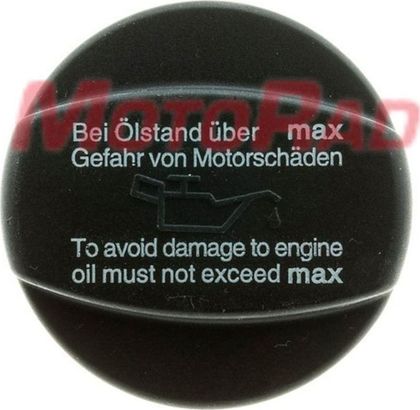 MotoPad
Bei Ölstand über max
Gefahr von Motorschäden
To avoid damage to engine
oil must not exceed max